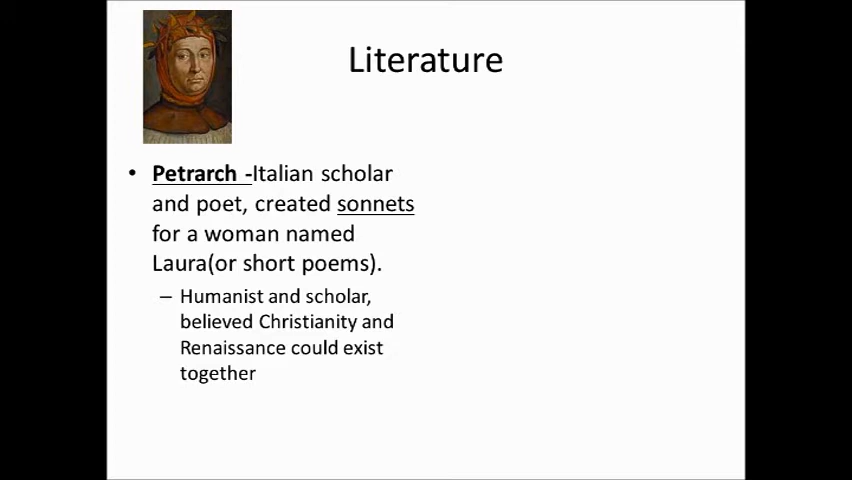 Literature
• Petrarch -Italian scholar
and poet, created sonnets
for a woman named
Laura(or short poems).
– Humanist and scholar,
believed Christianity and
Renaissance could exist
together